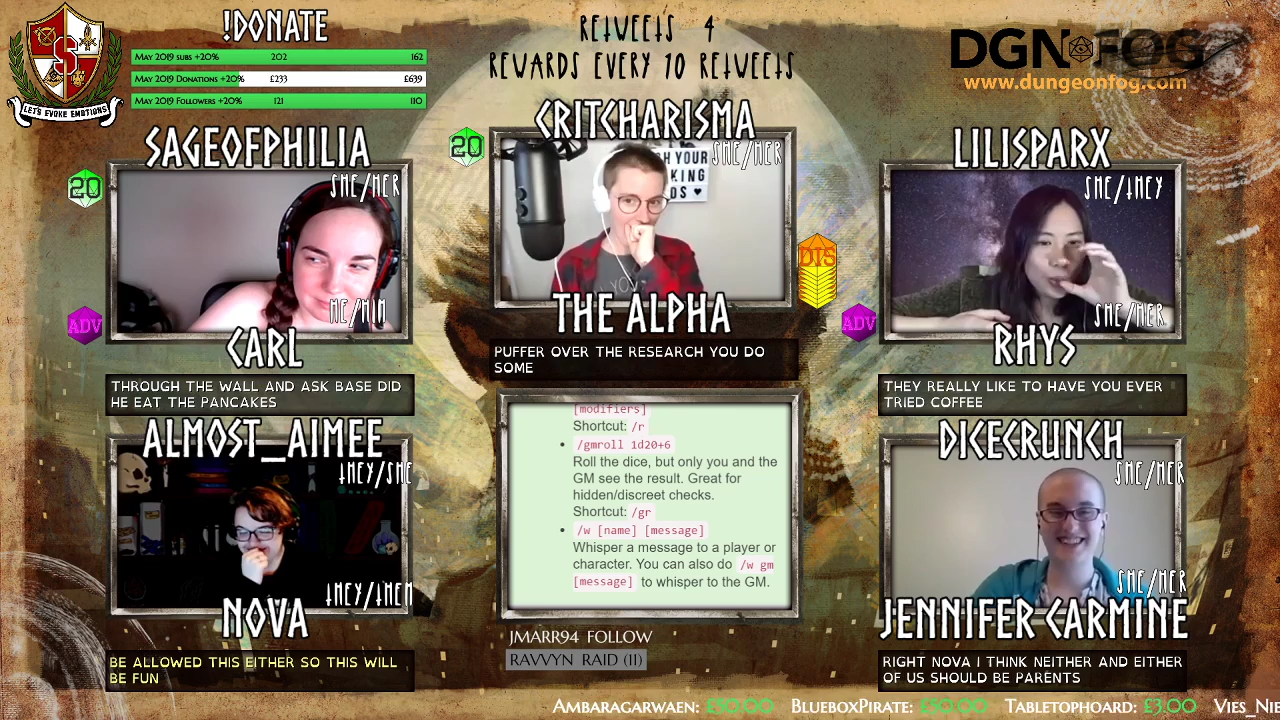 !DONATE
MAY 2019 SUBS +20% 202 162
MAY 2019 DONATIONS +20% £233 £639
MAY 2019 FOLLOWERS +20% 121 110
LET'S EVOKE EMOTIONS
RETWEETS 4
REWARDS EVERY 10 RETWEETS
DGN FOG
www.dungeonfog.com
SAGEOFPHILIA
SHE/HER
20
HE/HIM
ADV
CARL
THROUGH THE WALL AND ASK BASE DID
HE EAT THE PANCAKES
CRITCHARISMA
SHE/HER
20
H YOUR
KING
DS ♥
DIS
THE ALPHA
PUFFER OVER THE RESEARCH YOU DO
SOME
LILISPARX
SHE/THEY
SHE/HER
ADV
RHYS
THEY REALLY LIKE TO HAVE YOU EVER
TRIED COFFEE
ALMOST_AIMEE
THEY/SHE
THEY/THEM
NOVA
BE ALLOWED THIS EITHER SO THIS WILL
BE FUN
[modifiers]
Shortcut: /r
• /gmroll 1d20+6
Roll the dice, but only you and the
GM see the result. Great for
hidden/discreet checks.
Shortcut: /gr
• /w [name] [message]
Whisper a message to a player or
character. You can also do /w gm
[message] to whisper to the GM.
JMARR94 FOLLOW
RAVVYN RAID (11)
DICECRUNCH
SHE/HER
SHE/HER
JENNIFER CARMINE
RIGHT NOVA I THINK NEITHER AND EITHER
OF US SHOULD BE PARENTS
AMBARAGARWAEN: £50.00 BLUEBOXPIRATE: £50.00 TABLETOPHOARD: £3.00 VIES_NIE